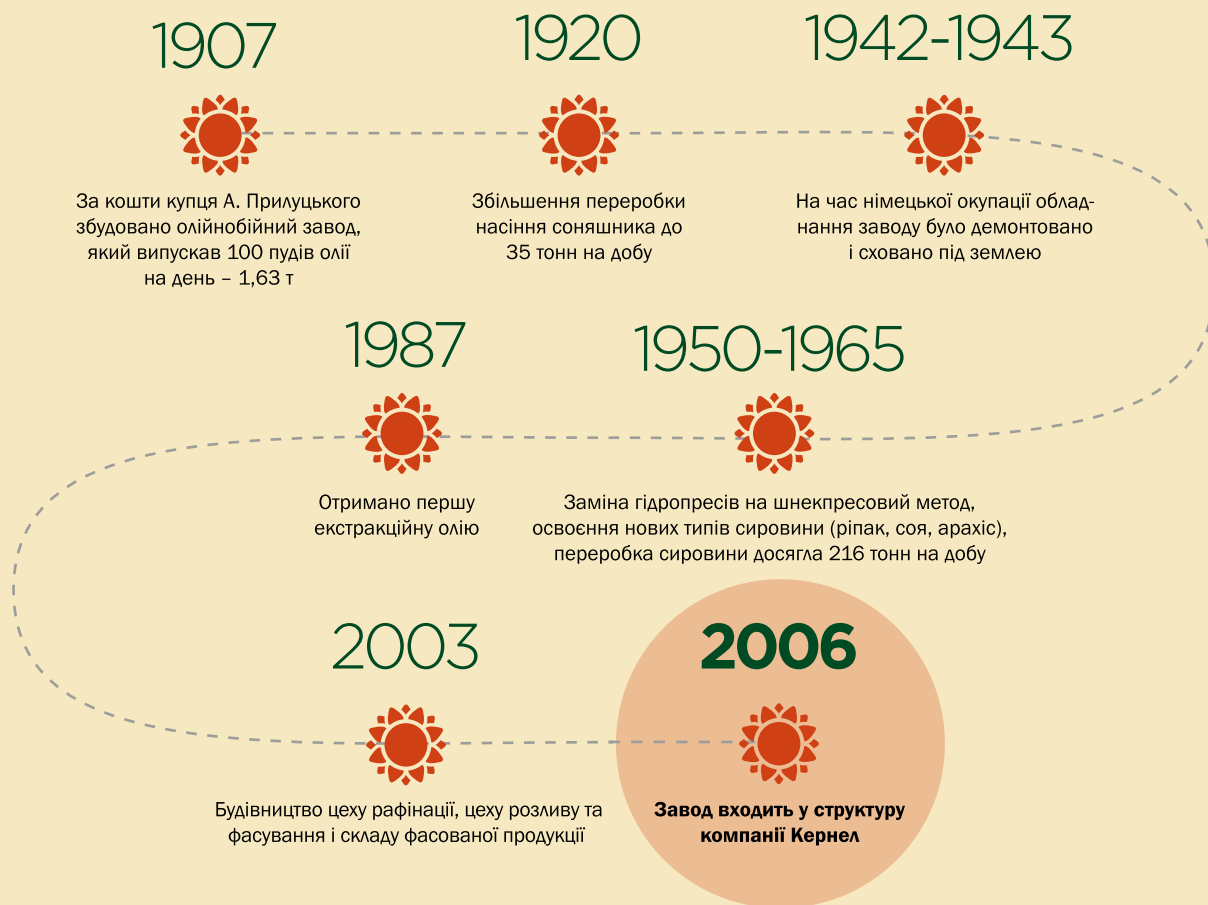 1907
За кошти купця А. Прилуцького
збудовано олійнобійний завод,
який випускав 100 пудів олії
на день – 1,63 т
1920
Збільшення переробки
насіння соняшника до
35 тонн на добу
1942-1943
На час німецької окупації облад-
нання заводу було демонтовано
і сховано під землею
1950-1965
Заміна гідропресів на шнекпресовий метод,
освоєння нових типів сировини (ріпак, соя, арахіс),
переробка сировини досягла 216 тонн на добу
1987
Отримано першу
екстракційну олію
2003
Будівництво цеху рафінації, цеху розливу та
фасування і складу фасованої продукції
2006
Завод входить у структуру
компанії Кернел